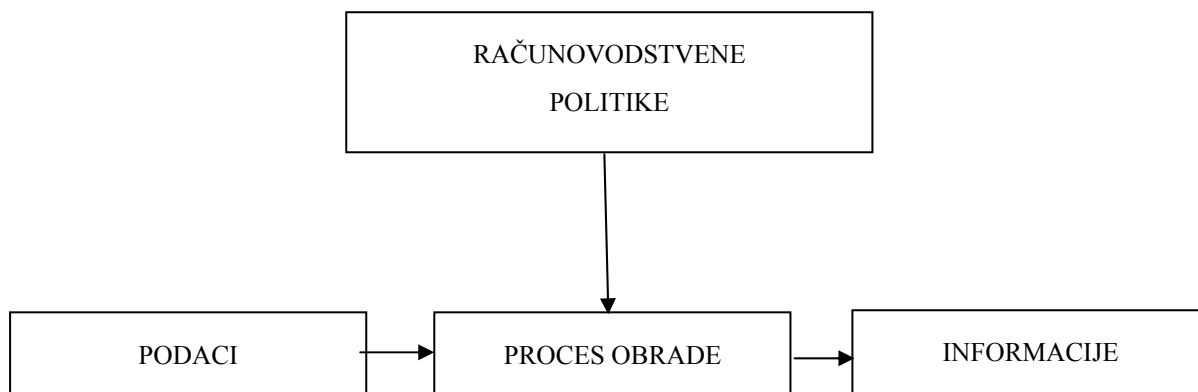 RAČUNOVODSTVENE
POLITIKE
PODACI
PROCES OBRADE
INFORMACIJE